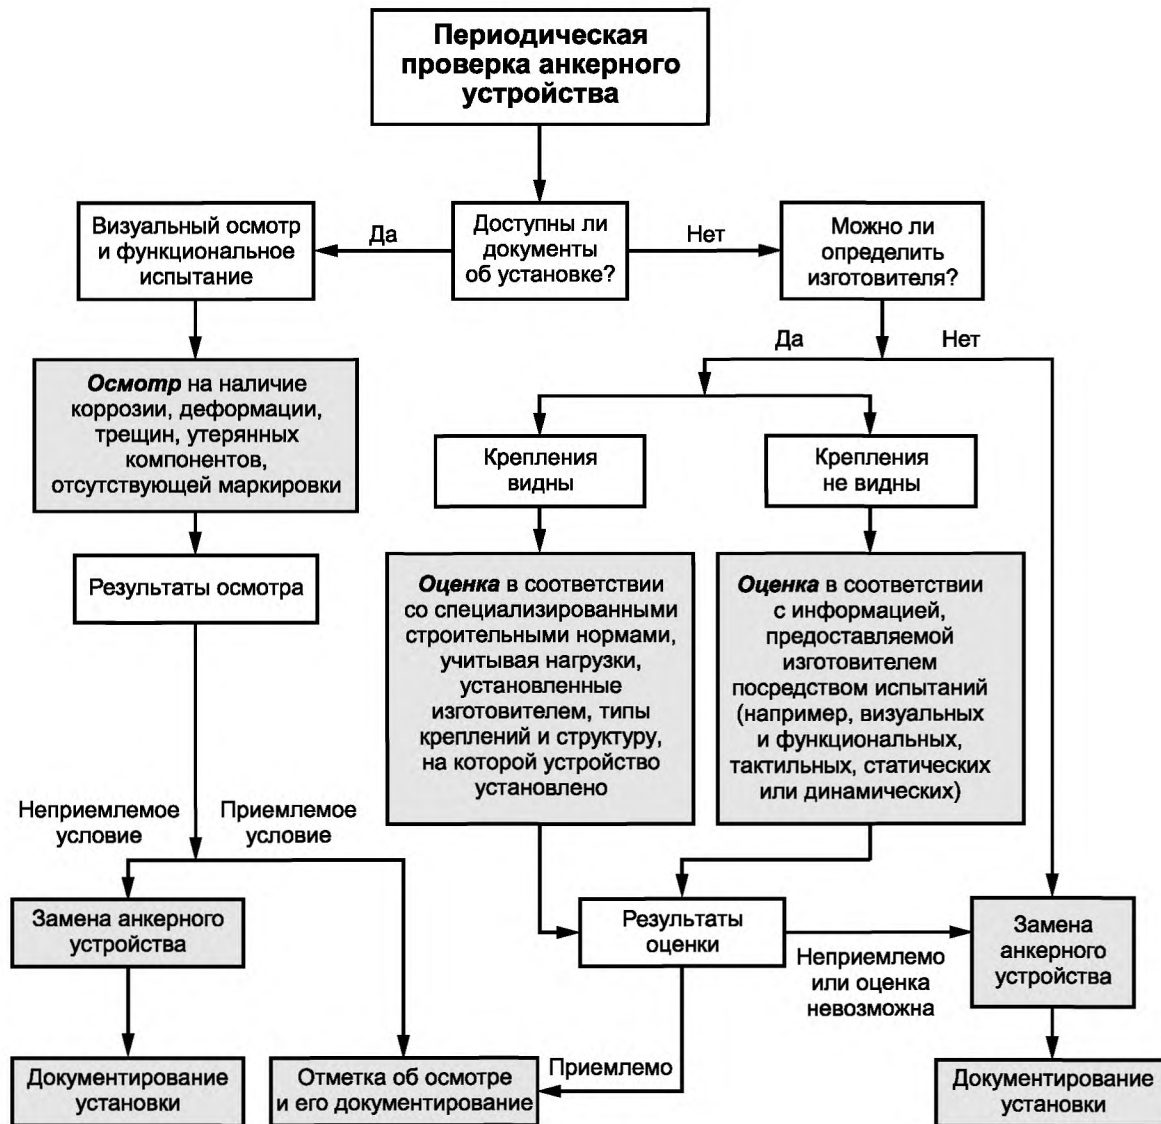 Периодическая
проверка анкерного
устройства
Визуальный осмотр
и функциональное
испытание
Да
Доступны ли
документы
об установке?
Нет
Можно ли
определить
изготовителя?
Да
Нет
Осмотр на наличие
коррозии, деформации,
трещин, утерянных
компонентов,
отсутствующей маркировки
Крепления
видны
Крепления
не видны
Результаты осмотра
Оценка в соответствии
со специализированными
строительными нормами,
учитывая нагрузки,
установленные
изготовителем, типы
креплений и структуру,
на которой устройство
установлено
Оценка в соответствии
с информацией,
предоставляемой
изготовителем
посредством испытаний
(например, визуальных
и функциональных,
тактильных, статических
или динамических)
Неприемлемое
условие
Приемлемое
условие
Замена анкерного
устройства
Результаты
оценки
Неприемлемо
или оценка
невозможна
Замена
анкерного
устройства
Документирование
установки
Отметка об осмотре
и его документирование
Приемлемо
Документирование
установки